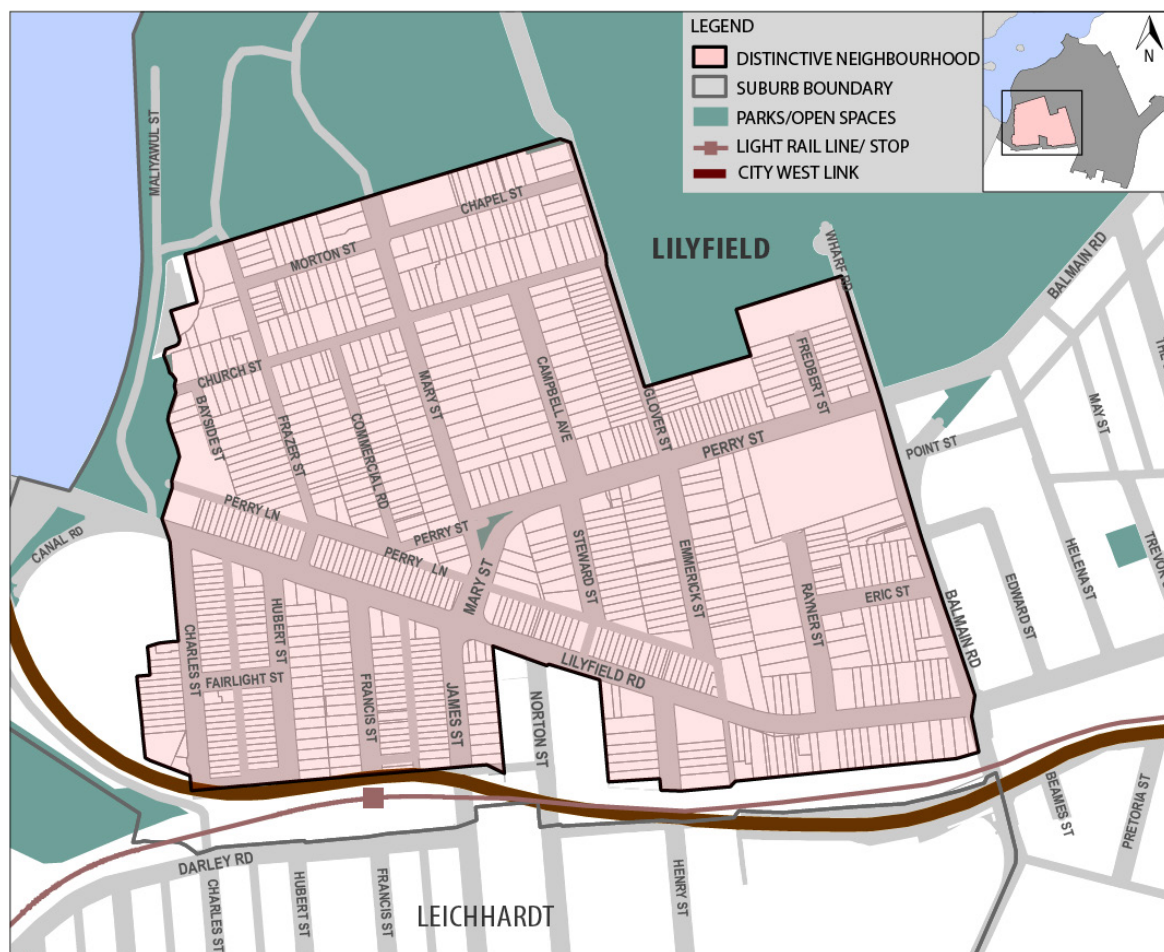 LEGEND
DISTINCTIVE NEIGHBOURHOOD
SUBURB BOUNDARY
PARKS/OPEN SPACES
LIGHT RAIL LINE/ STOP
CITY WEST LINK
N
MALIYAWUL ST
CHAPEL ST
MORTON ST
LILYFIELD
WHARF RD
BALMAIN RD
CHURCH ST
BAYSIDE ST
FRAZER ST
COMMERCIAL RD
MARY ST
CAMPBELL AVE
GLOVER ST
FREDBERT ST
PERRY ST
POINT ST
MAY ST
HELENA ST
TREVOR
CANAL RD
PERRY LN
PERRY ST
PERRY LN
MARY ST
STEWARD ST
EMMERICK ST
RAYNER ST
ERIC ST
BALMAIN RD
EDWARD ST
CHARLES ST
HUBERT ST
FAIRLIGHT ST
FRANCIS ST
JAMES ST
NORTON ST
LILYFIELD RD
BEAMES ST
PRETORIA ST
DARLEY RD
CHARLES ST
HUBERT ST
FRANCIS ST
LEICHHARDT
HENRY ST